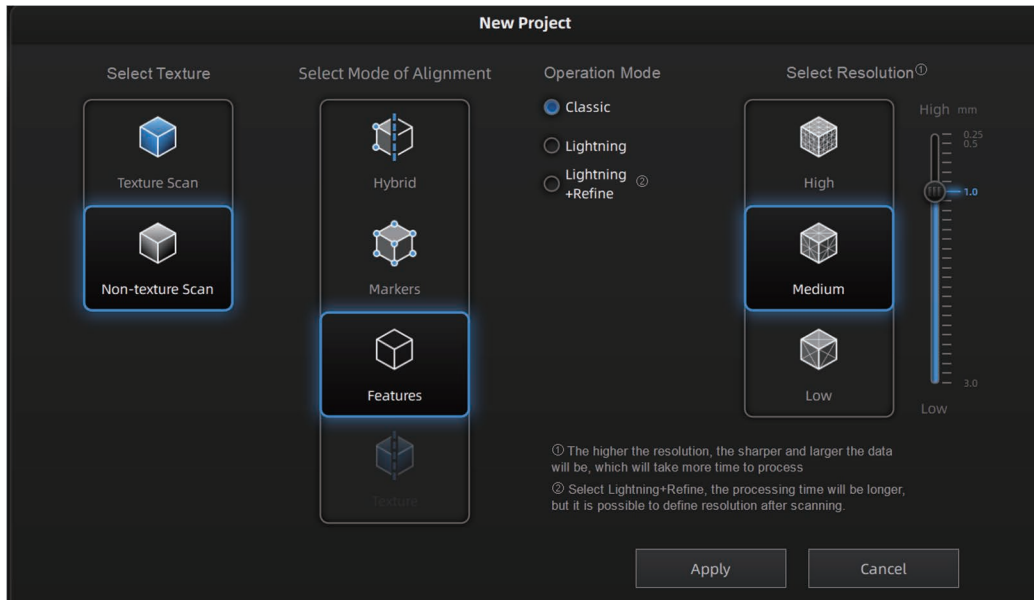 New Project
Select Texture
Texture Scan
Non-texture Scan
Select Mode of Alignment
Hybrid
Markers
Features
Texture
Operation Mode
Classic
Lightning
Lightning
+Refine ②
Select Resolution①
High
Medium
Low
High mm
0.25
0.5
1.0
3.0
Low
① The higher the resolution, the sharper and larger the data
will be, which will take more time to process
② Select Lightning+Refine, the processing time will be longer,
but it is possible to define resolution after scanning.
Apply
Cancel